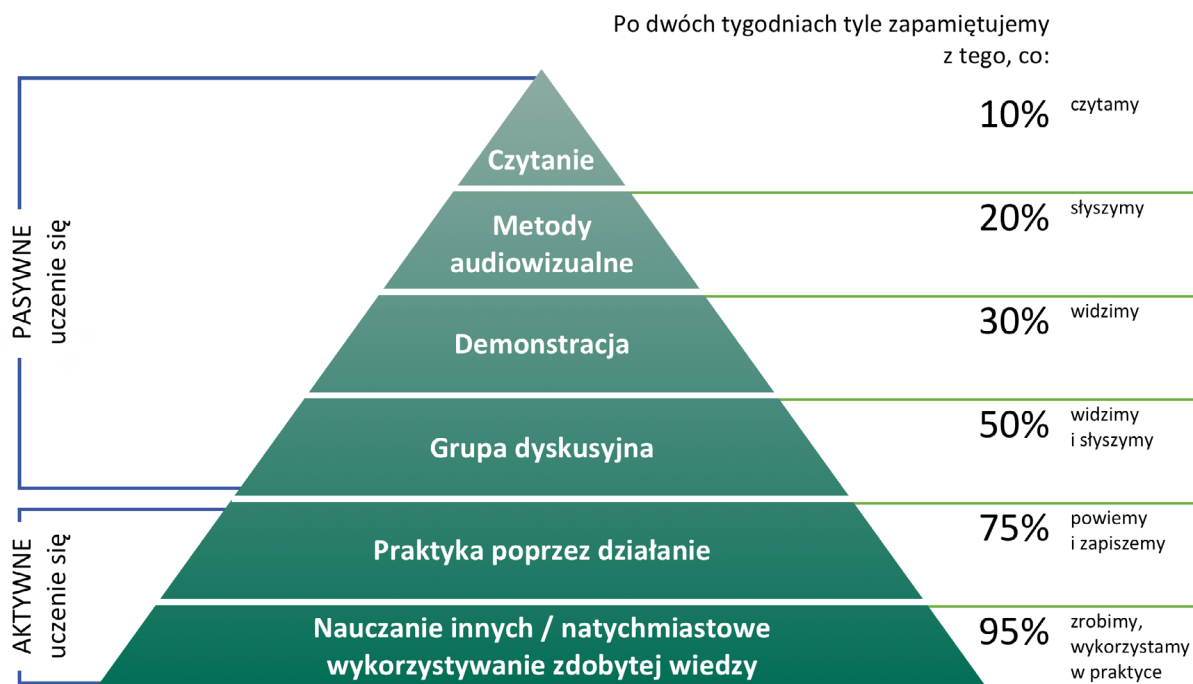 Po dwóch tygodniach tyle zapamiętujemy
z tego, co:
PASYWNE
uczenie się
Czytanie
10%
czytamy
Metody
audiowizualne
20%
słyszymy
Demonstracja
30%
widzimy
Grupa dyskusyjna
50%
widzimy
i słyszymy
AKTYWNE
uczenie się
Praktyka poprzez działanie
75%
powiemy
i zapiszemy
Nauczanie innych / natychmiastowe
wykorzystywanie zdobytej wiedzy
95%
zrobimy,
wykorzystamy
w praktyce